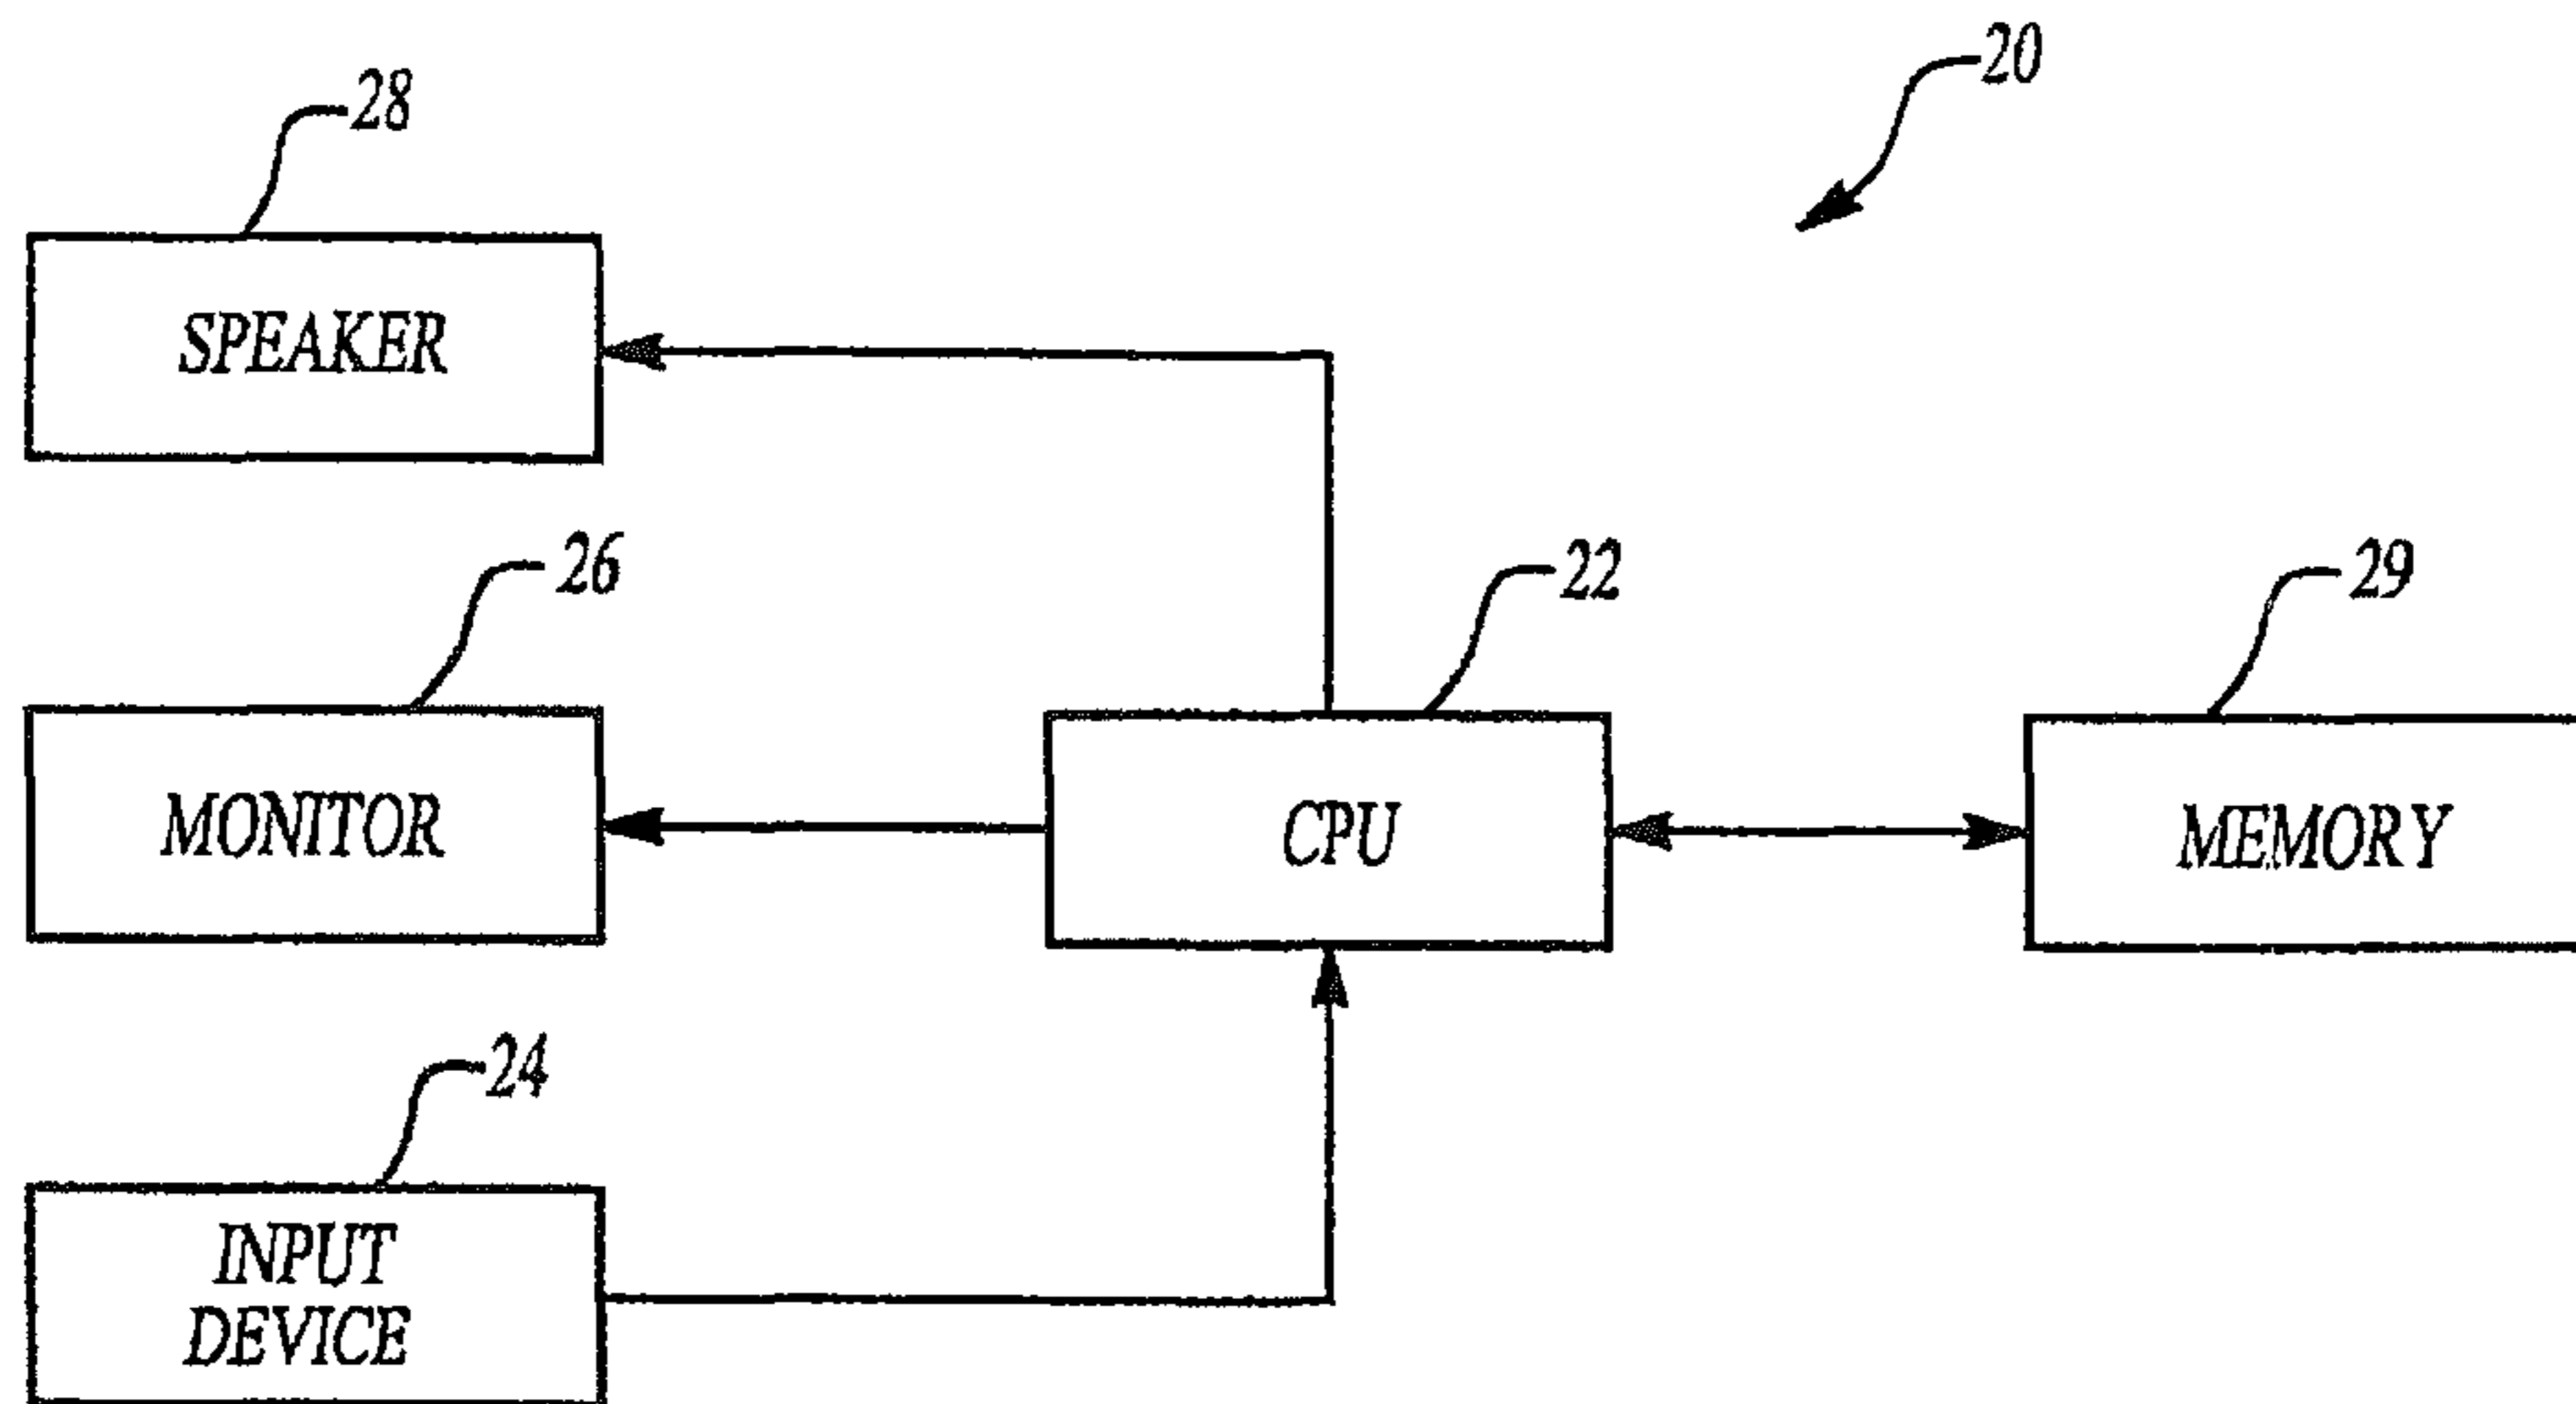 20
28
SPEAKER
26
22
29
MONITOR
CPU
MEMORY
24
INPUT
DEVICE